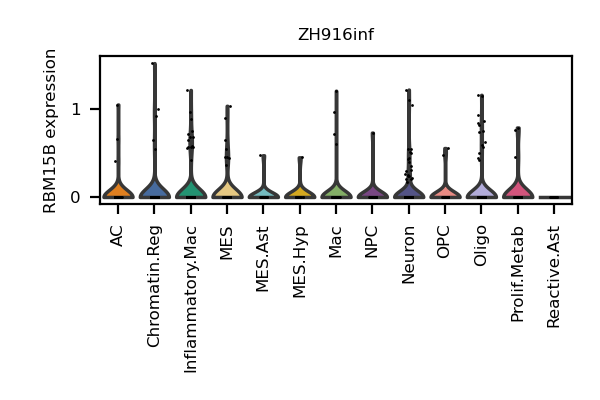 ZH916inf
RBM15B expression
1
0
AC
Chromatin.Reg
Inflammatory.Mac
MES
MES.Ast
MES.Hyp
Mac
NPC
Neuron
OPC
Oligo
Prolif.Metab
Reactive.Ast